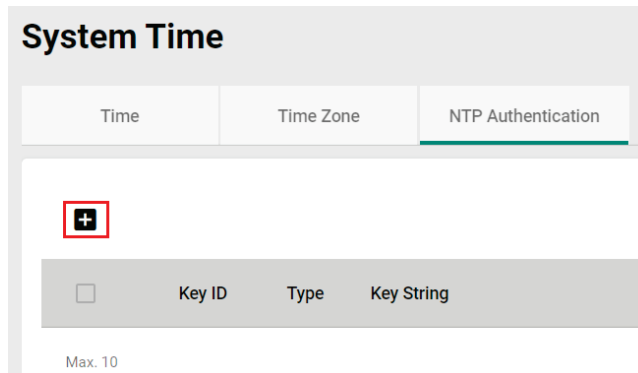 System Time
Time Time Zone NTP Authentication
Key ID Type Key String
Max. 10